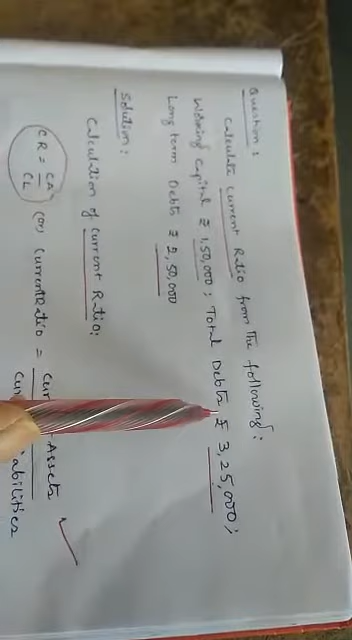 Question:
Calculate Current Ratio from the following:
Working Capital ₹ 1,50,000; Total Debts ₹ 3,25,000;
Long term Debts ₹ 2,50,000
Solution:
Calculation of Current Ratio:
CR = CA / CL (or) Current Ratio = Assets